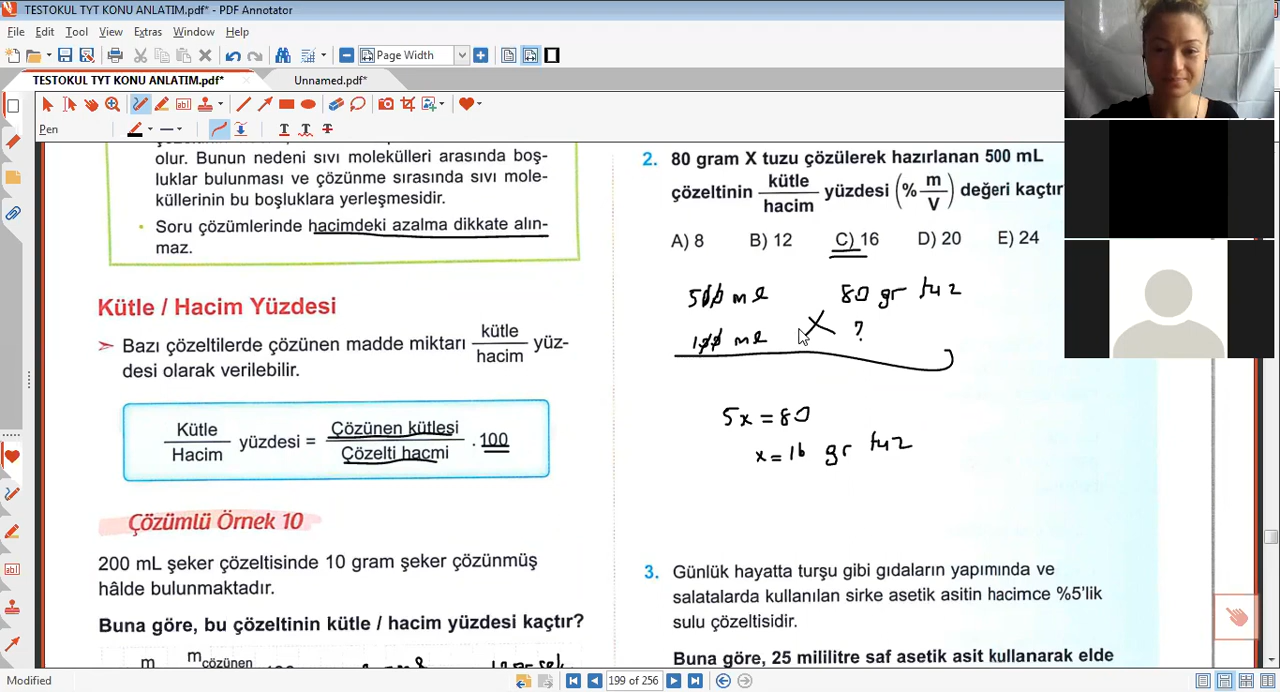 TESTOKUL TYT KONU ANLATIM.pdf* - PDF Annotator
File Edit Tool View Extras Window Help
Page Width
TESTOKUL TYT KONU ANLATIM.pdf* Unnamed.pdf*
Pen
olur. Bunun nedeni sıvı molekülleri arasında boş-
luklar bulunması ve çözünme sırasında sıvı mole-
küllerinin bu boşluklara yerleşmesidir.
• Soru çözümlerinde hacimdeki azalma dikkate alın-
maz.
Kütle / Hacim Yüzdesi
➢ Bazı çözeltilerde çözünen madde miktarı kütle/hacim yüz-
desi olarak verilebilir.
Kütle/Hacim yüzdesi = Çözünen kütlesi/Çözelti hacmi . 100
Çözümlü Örnek 10
200 mL şeker çözeltisinde 10 gram şeker çözünmüş
hâlde bulunmaktadır.
Buna göre, bu çözeltinin kütle / hacim yüzdesi kaçtır?
m mçözünen
2. 80 gram X tuzu çözülerek hazırlanan 500 mL
çözeltinin kütle/hacim yüzdesi (% m/V) değeri kaçtır
A) 8 B) 12 C) 16 D) 20 E) 24
500 ml 80 gr tuz
100 ml ?
5x = 80
x = 16 gr tuz
3. Günlük hayatta turşu gibi gıdaların yapımında ve
salatalarda kullanılan sirke asetik asitin hacimce %5'lik
sulu çözeltisidir.
Buna göre, 25 mililitre saf asetik asit kullanarak elde
Modified 199 of 256